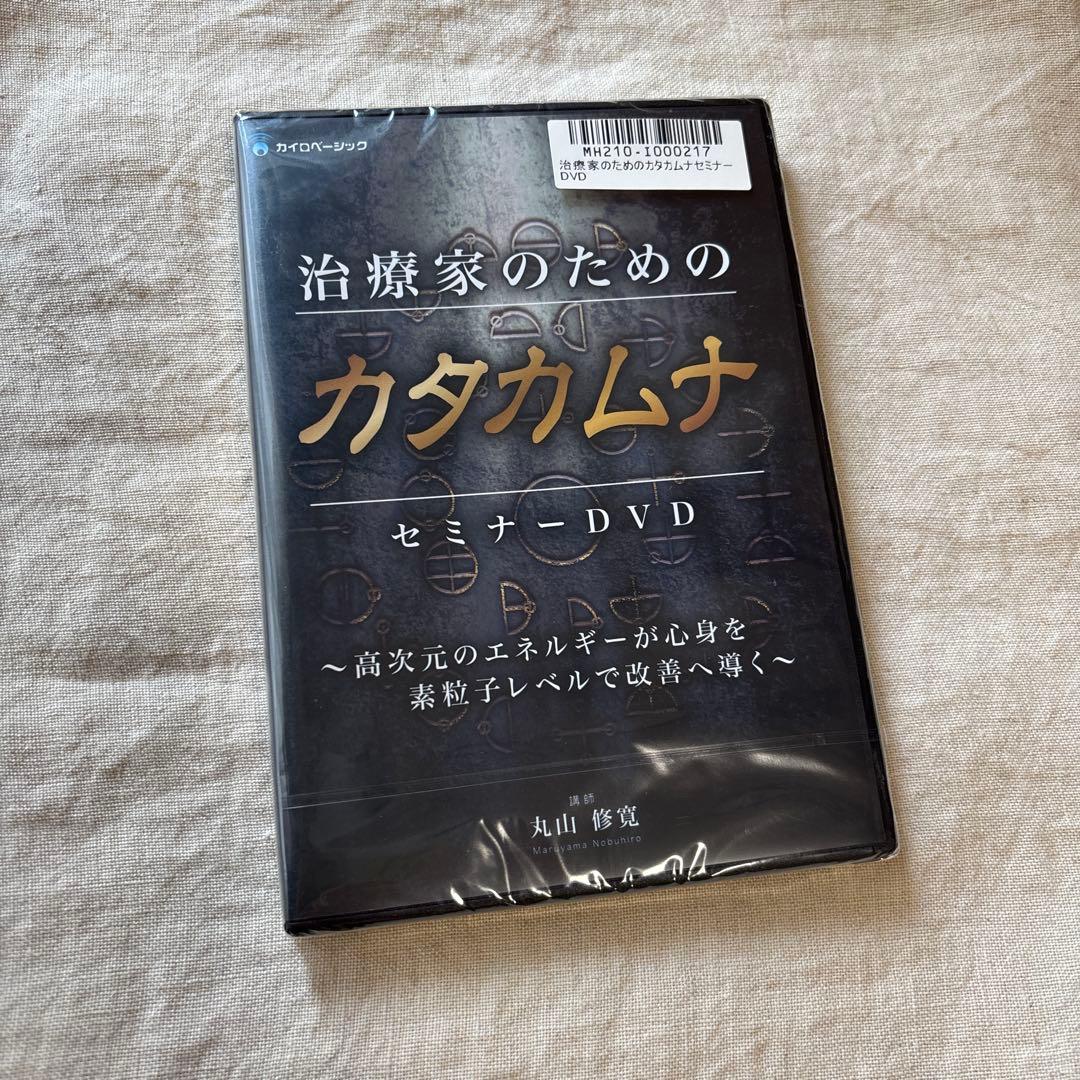 カイロベーシック
MH210-I000217
治療家のためのカタカムナセミナー
DVD
治療家のための
カタカムナ
セミナーDVD
～高次元のエネルギーが心身を
素粒子レベルで改善へ導く～
講師
丸山 修寛
Maruyama Nobuhiro